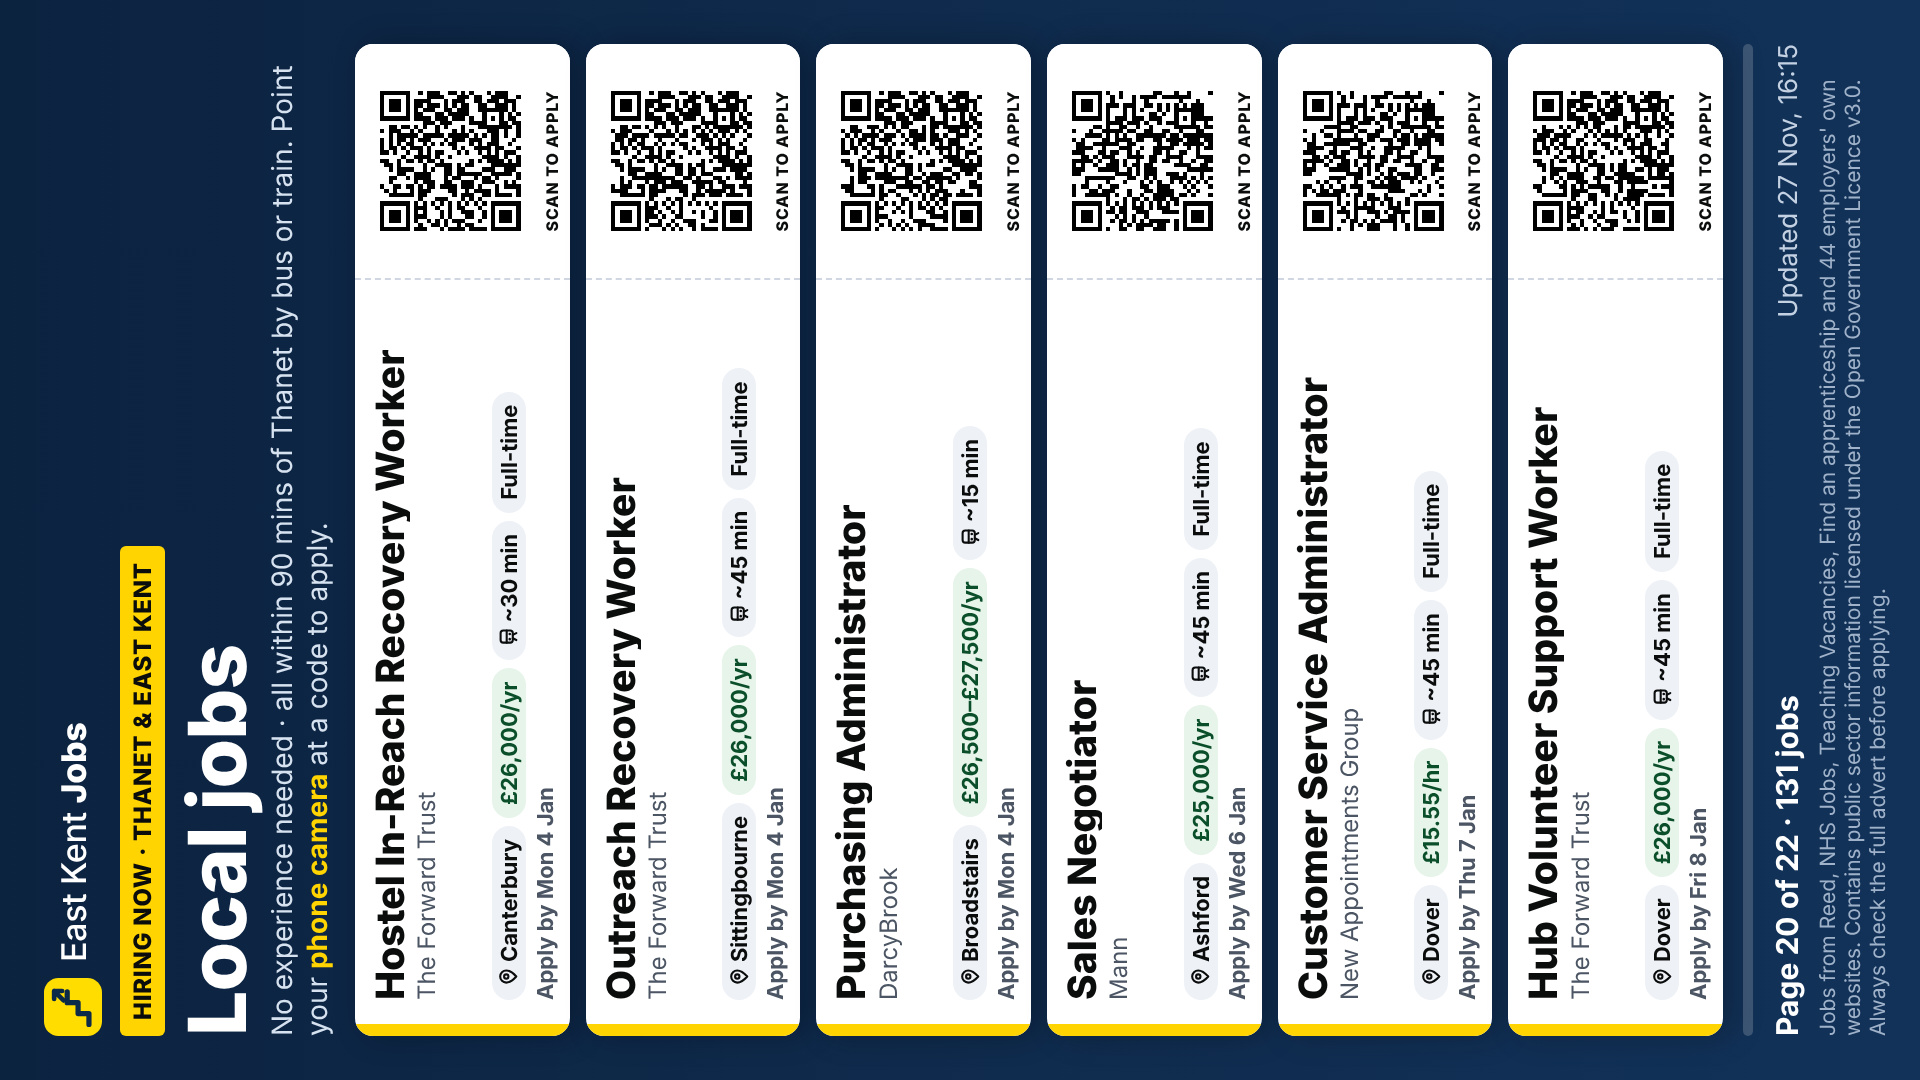 East Kent Jobs
HIRING NOW · THANET & EAST KENT
Local jobs
No experience needed · all within 90 mins of Thanet by bus or train. Point
your phone camera at a code to apply.
Hostel In-Reach Recovery Worker
The Forward Trust
Canterbury £26,000/yr ~30 min Full-time
Apply by Mon 4 Jan
SCAN TO APPLY
Outreach Recovery Worker
The Forward Trust
Sittingbourne £26,000/yr ~45 min Full-time
Apply by Mon 4 Jan
SCAN TO APPLY
Purchasing Administrator
DarcyBrook
Broadstairs £26,500–£27,500/yr ~15 min
Apply by Mon 4 Jan
SCAN TO APPLY
Sales Negotiator
Mann
Ashford £25,000/yr ~45 min Full-time
Apply by Wed 6 Jan
SCAN TO APPLY
Customer Service Administrator
New Appointments Group
Dover £15.55/hr ~45 min Full-time
Apply by Thu 7 Jan
SCAN TO APPLY
Hub Volunteer Support Worker
The Forward Trust
Dover £26,000/yr ~45 min Full-time
Apply by Fri 8 Jan
SCAN TO APPLY
Page 20 of 22 · 131 jobs Updated 27 Nov, 16:15
Jobs from Reed, NHS Jobs, Teaching Vacancies, Find an apprenticeship and 44 employers' own
websites. Contains public sector information licensed under the Open Government Licence v3.0.
Always check the full advert before applying.